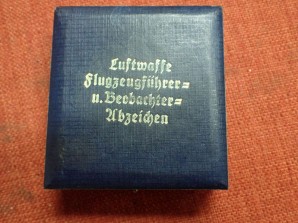 Luftwaffe
Flugzeugführer=
u. Beobachter=
Abzeichen